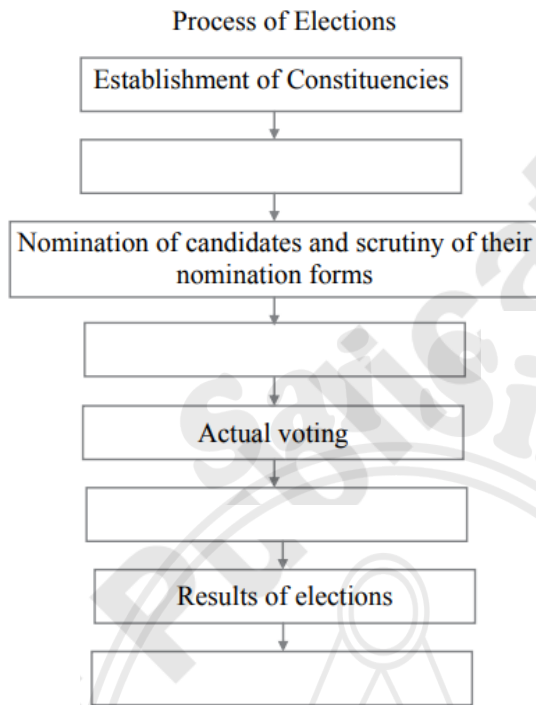 Process of Elections
Establishment of Constituencies
Nomination of candidates and scrutiny of their
nomination forms
Actual voting
Results of elections